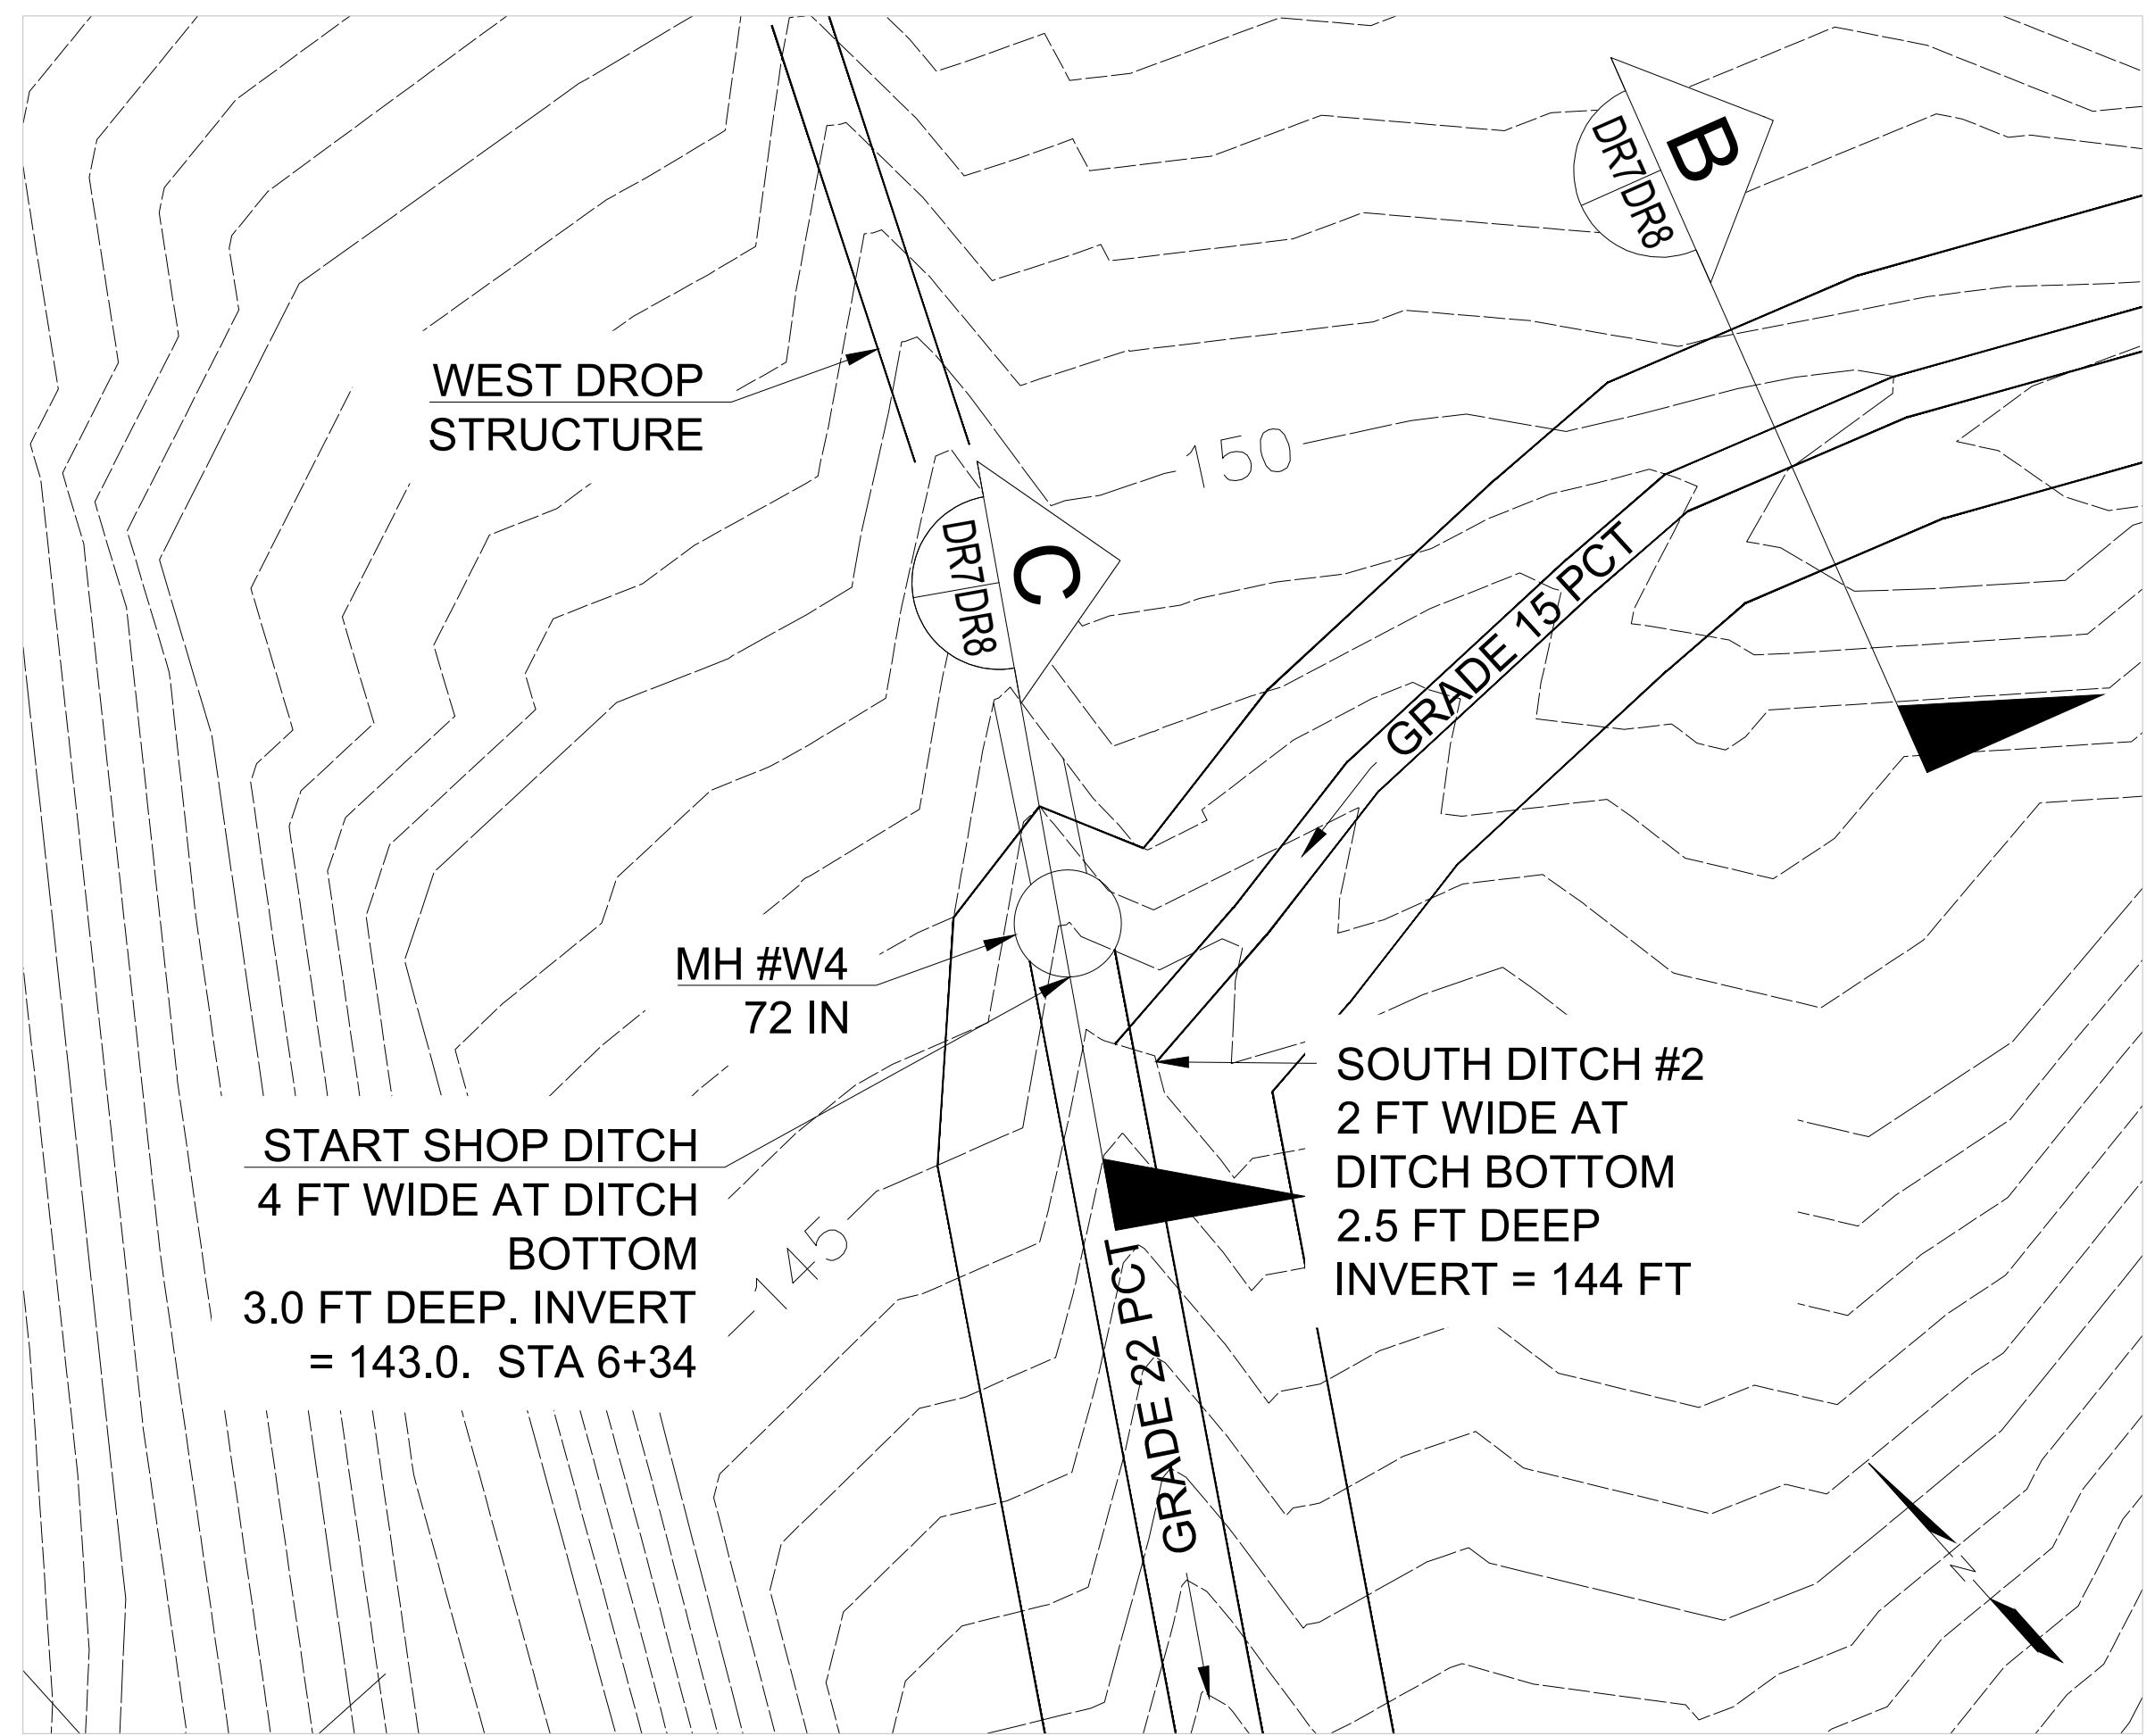 B
DR7
DR8
WEST DROP
STRUCTURE
150
C
DR7
DR8
GRADE 15 PCT
MH #W4
72 IN
START SHOP DITCH
4 FT WIDE AT DITCH
BOTTOM
3.0 FT DEEP. INVERT
= 143.0. STA 6+34
SOUTH DITCH #2
2 FT WIDE AT
DITCH BOTTOM
2.5 FT DEEP
INVERT = 144 FT
145
GRADE 22 PCT
N